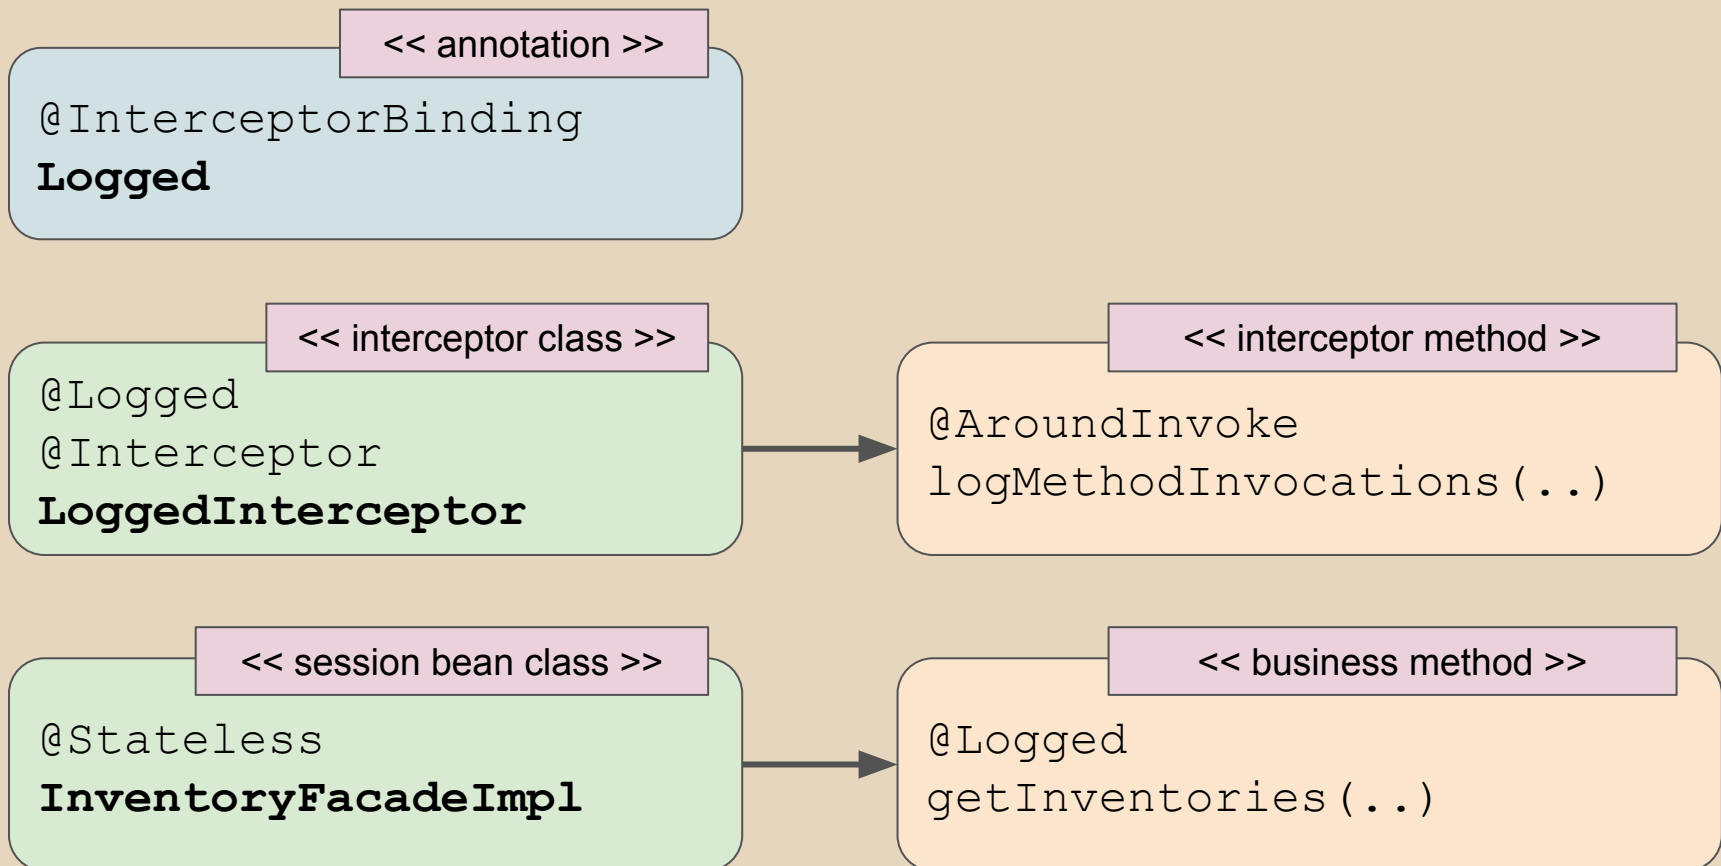 << annotation >>
@InterceptorBinding
Logged
<< interceptor class >>
@Logged
@Interceptor
LoggedInterceptor
<< interceptor method >>
@AroundInvoke
logMethodInvocations(..)
<< session bean class >>
@Stateless
InventoryFacadeImpl
<< business method >>
@Logged
getInventories(..)